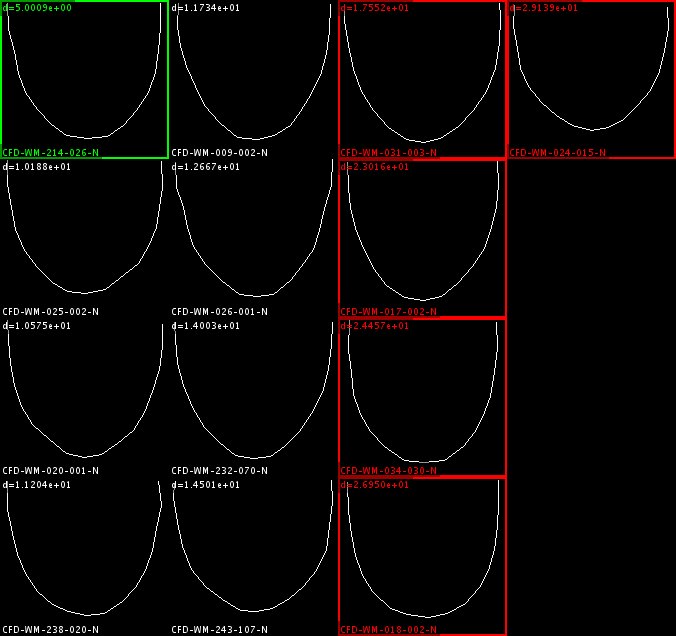 d=5.0009e+00
CFD-WM-214-026-N
d=1.1734e+01
CFD-WM-009-002-N
d=1.7552e+01
CFD-WM-031-003-N
d=2.9139e+01
CFD-WM-024-015-N
d=1.0188e+01
CFD-WM-025-002-N
d=1.2667e+01
CFD-WM-026-001-N
d=2.3016e+01
CFD-WM-017-002-N
d=1.0575e+01
CFD-WM-020-001-N
d=1.4003e+01
CFD-WM-232-070-N
d=2.4457e+01
CFD-WM-034-030-N
d=1.1204e+01
CFD-WM-238-020-N
d=1.4501e+01
CFD-WM-243-107-N
d=2.6950e+01
CFD-WM-018-002-N